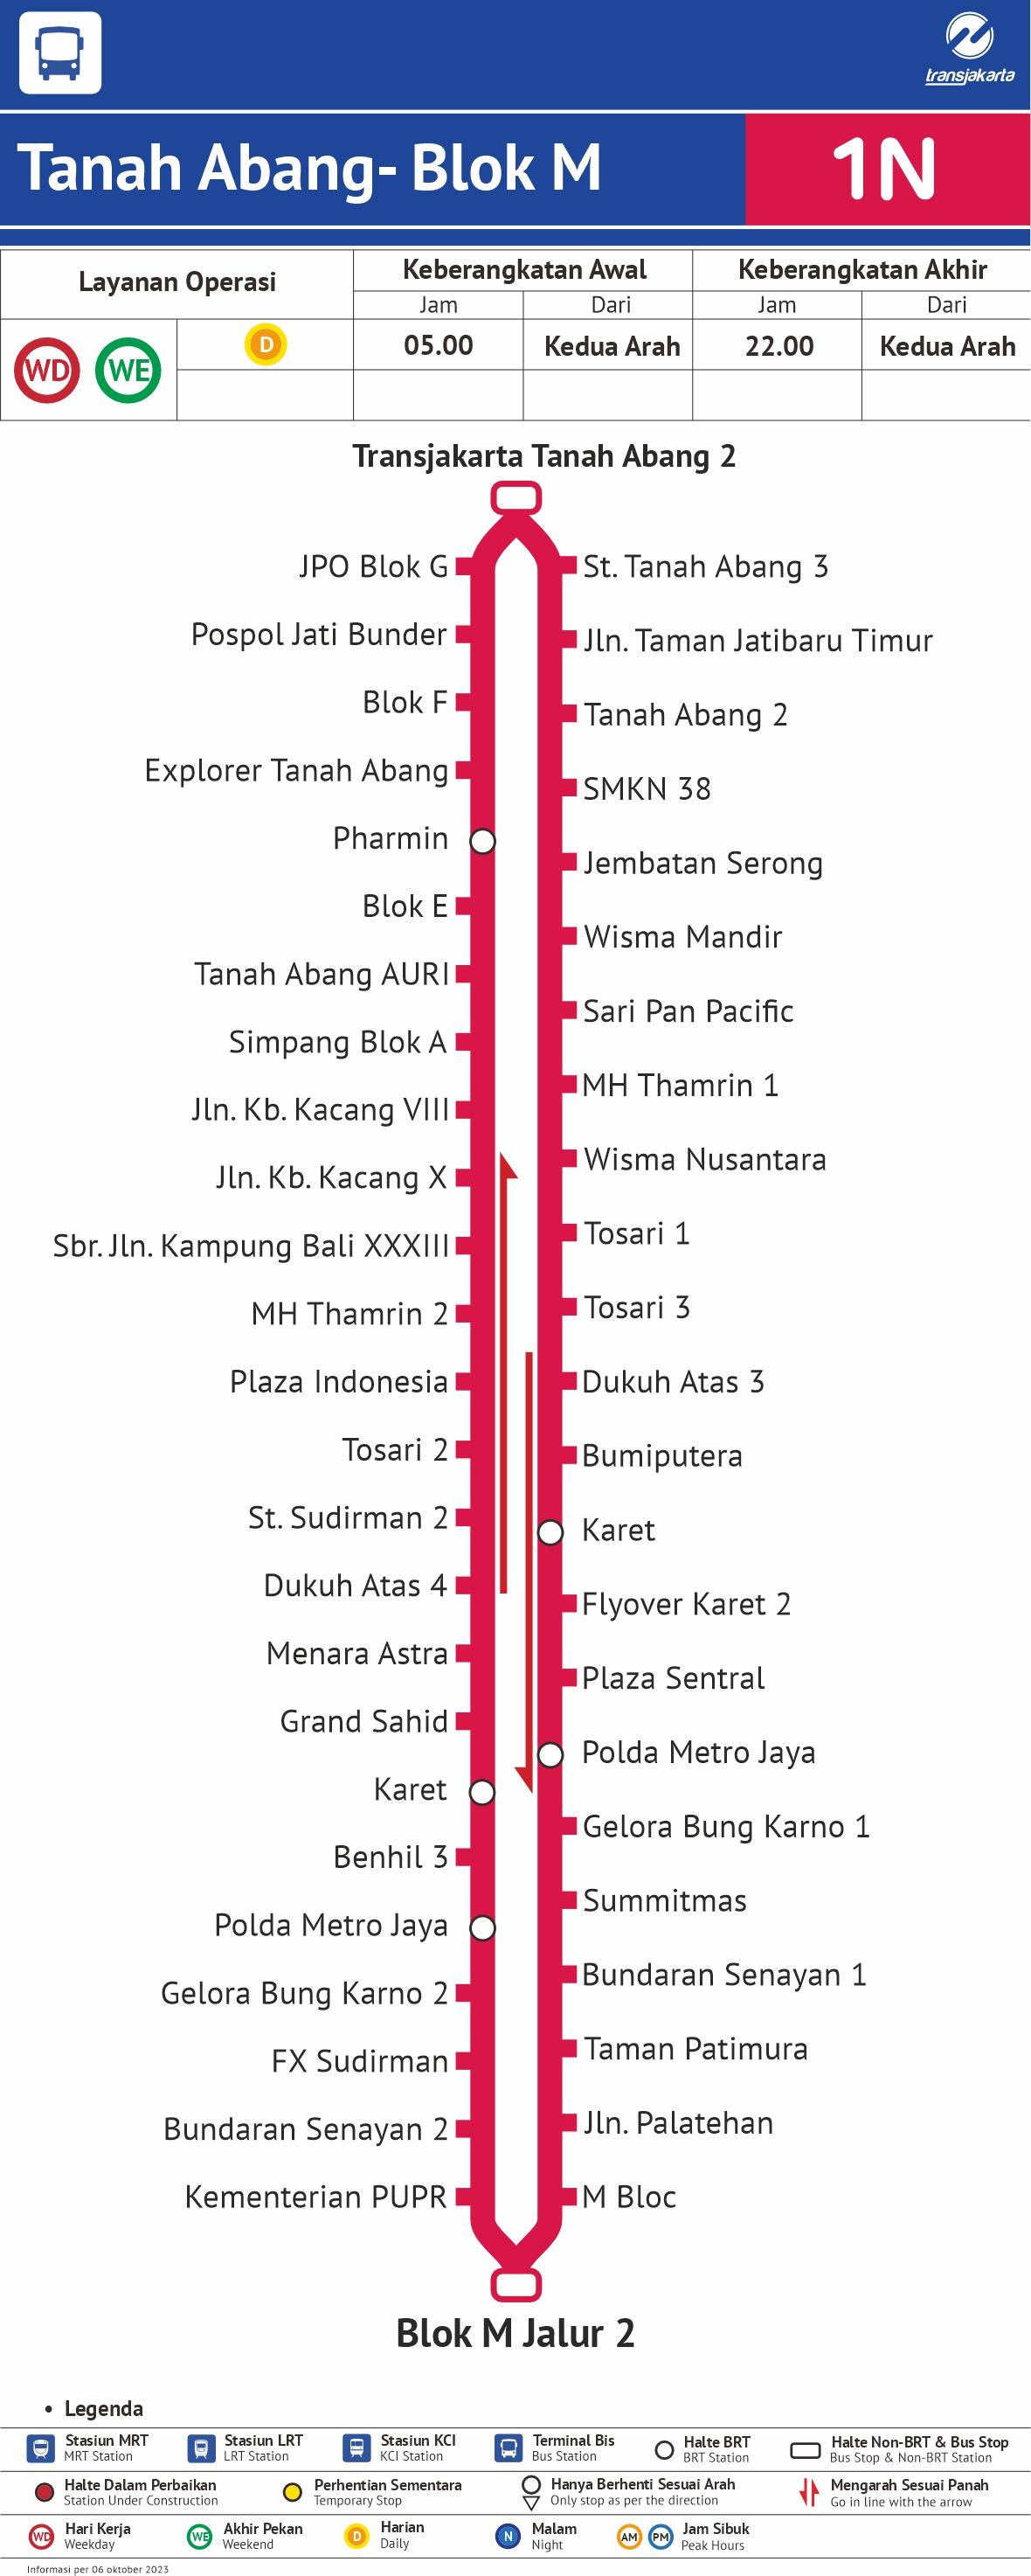 transjakarta
Tanah Abang- Blok M
1N
Layanan Operasi
Keberangkatan Awal
Keberangkatan Akhir
Jam
Dari
Jam
Dari
WD
WE
D
05.00
Kedua Arah
22.00
Kedua Arah
Transjakarta Tanah Abang 2
JPO Blok G
Pospol Jati Bunder
Blok F
Explorer Tanah Abang
Pharmin
Blok E
Tanah Abang AURI
Simpang Blok A
Jln. Kb. Kacang VIII
Jln. Kb. Kacang X
Sbr. Jln. Kampung Bali XXXIII
MH Thamrin 2
Plaza Indonesia
Tosari 2
St. Sudirman 2
Dukuh Atas 4
Menara Astra
Grand Sahid
Karet
Benhil 3
Polda Metro Jaya
Gelora Bung Karno 2
FX Sudirman
Bundaran Senayan 2
Kementerian PUPR
St. Tanah Abang 3
Jln. Taman Jatibaru Timur
Tanah Abang 2
SMKN 38
Jembatan Serong
Wisma Mandir
Sari Pan Pacific
MH Thamrin 1
Wisma Nusantara
Tosari 1
Tosari 3
Dukuh Atas 3
Bumiputera
Karet
Flyover Karet 2
Plaza Sentral
Polda Metro Jaya
Gelora Bung Karno 1
Summitmas
Bundaran Senayan 1
Taman Patimura
Jln. Palatehan
M Bloc
Blok M Jalur 2
• Legenda
Stasiun MRT
MRT Station
Stasiun LRT
LRT Station
Stasiun KCI
KCI Station
Terminal Bis
Bus Station
Halte BRT
BRT Station
Halte Non-BRT & Bus Stop
Bus Stop & Non-BRT Station
Halte Dalam Perbaikan
Station Under Construction
Perhentian Sementara
Temporary Stop
Hanya Berhenti Sesuai Arah
Only stop as per the direction
Mengarah Sesuai Panah
Go in line with the arrow
WD
Hari Kerja
Weekday
WE
Akhir Pekan
Weekend
D
Harian
Daily
N
Malam
Night
AM
PM
Jam Sibuk
Peak Hours
Informasi per 06 oktober 2023